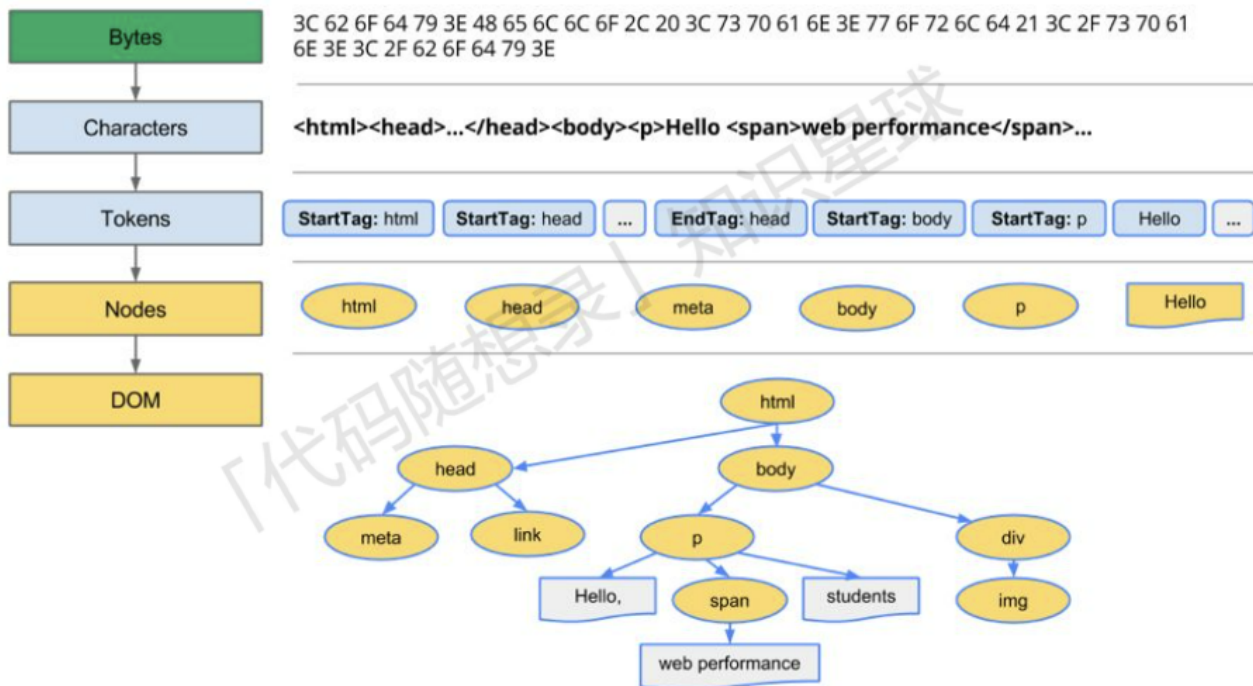 Bytes
3C 62 6F 64 79 3E 48 65 6C 6C 6F 2C 20 3C 73 70 61 6E 3E 77 6F 72 6C 64 21 3C 2F 73 70 61
6E 3E 3C 2F 62 6F 64 79 3E
Characters
<html><head>...</head><body><p>Hello <span>web performance</span>...
Tokens
StartTag: html
StartTag: head
...
EndTag: head
StartTag: body
StartTag: p
Hello
...
Nodes
html
head
meta
body
p
Hello
DOM
html
head
body
meta
link
p
div
Hello,
span
students
img
web performance
「代码随想录」知识星球